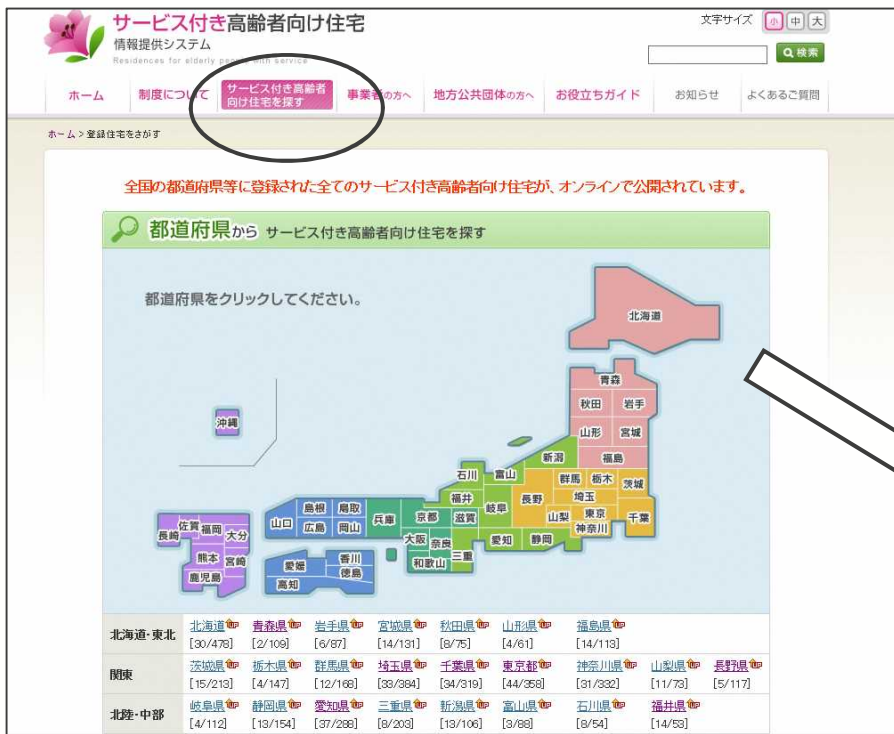 サービス付き高齢者向け住宅
情報提供システム
Residences for elderly people with service
文字サイズ 小 中 大
検索
ホーム 制度について サービス付き高齢者向け住宅を探す 事業者の方へ 地方公共団体の方へ お役立ちガイド お知らせ よくあるご質問
ホーム > 登録住宅をさがす
全国の都道府県等に登録された全てのサービス付き高齢者向け住宅が、オンラインで公開されています。
都道府県から サービス付き高齢者向け住宅を探す
都道府県をクリックしてください。
北海道
青森
秋田 岩手
山形 宮城
福島
沖縄
新潟
石川 富山
群馬 栃木 茨城
福井 岐阜 長野 埼玉
山梨 東京 千葉
神奈川
島根 鳥取
山口 広島 岡山 兵庫
京都 滋賀
大阪 奈良 愛知 静岡
和歌山 三重
長崎 佐賀 福岡 大分
熊本 宮崎
鹿児島
愛媛 香川
高知 徳島
北海道・東北 北海道 青森県 岩手県 宮城県 秋田県 山形県 福島県
[30/478] [2/109] [6/87] [14/131] [8/75] [4/61] [14/113]
関東 茨城県 栃木県 群馬県 埼玉県 千葉県 東京都 神奈川県 山梨県 長野県
[15/213] [4/147] [12/168] [33/384] [34/319] [44/358] [31/332] [11/73] [5/117]
北陸・中部 岐阜県 静岡県 愛知県 三重県 新潟県 富山県 石川県 福井県
[4/112] [13/154] [37/288] [8/203] [13/106] [3/88] [8/54] [14/53]